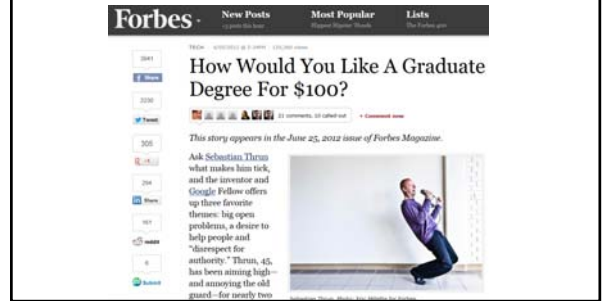 Forbes
New Posts
Most Popular
Lists
TECH
How Would You Like A Graduate
Degree For $100?
This story appears in the June 25, 2012 issue of Forbes Magazine.
3941
Share
2230
Tweet
305
+1
294
Share
161
reddit
6
Submit
Ask Sebastian Thrun
what makes him tick,
and the inventor and
Google Fellow offers
up three favorite
themes: big open
problems, a desire to
help people and
"disrespect for
authority." Thrun, 45,
has been aiming high—
and annoying the old
guard—for nearly two